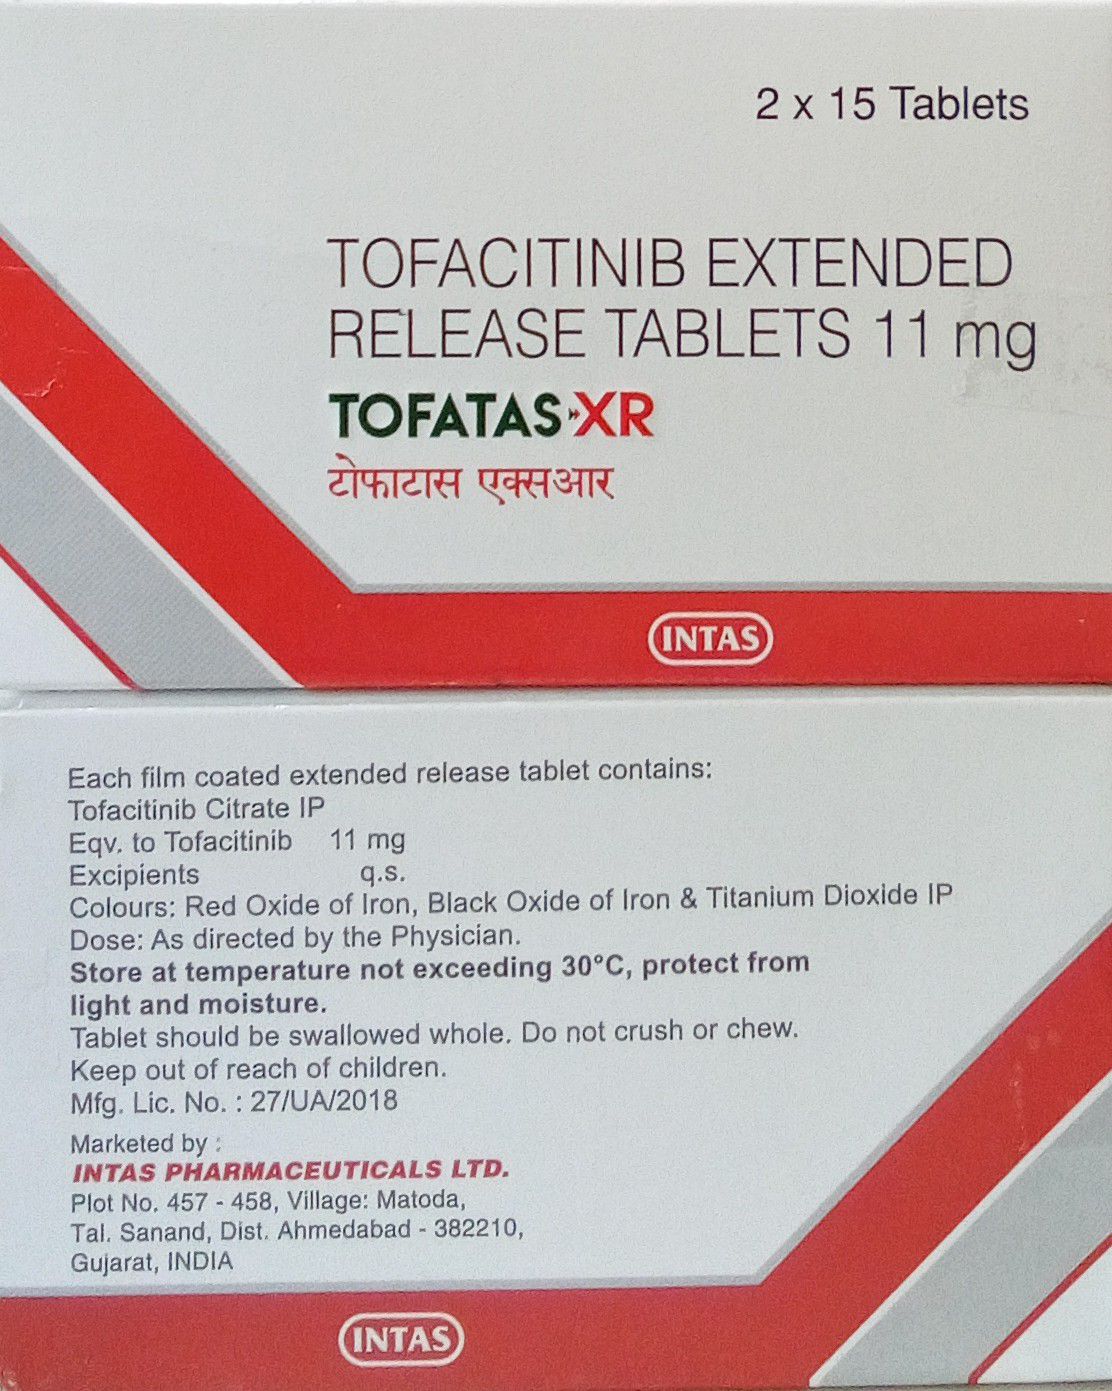 2 x 15 Tablets
TOFACITINIB EXTENDED
RELEASE TABLETS 11 mg
TOFATAS XR
टोफाटास एक्सआर
INTAS
Each film coated extended release tablet contains:
Tofacitinib Citrate IP
Eqv. to Tofacitinib 11 mg
Excipients q.s.
Colours: Red Oxide of Iron, Black Oxide of Iron & Titanium Dioxide IP
Dose: As directed by the Physician.
Store at temperature not exceeding 30°C, protect from
light and moisture.
Tablet should be swallowed whole. Do not crush or chew.
Keep out of reach of children.
Mfg. Lic. No. : 27/UA/2018
Marketed by :
INTAS PHARMACEUTICALS LTD.
Plot No. 457 - 458, Village: Matoda,
Tal. Sanand, Dist. Ahmedabad - 382210,
Gujarat, INDIA
INTAS